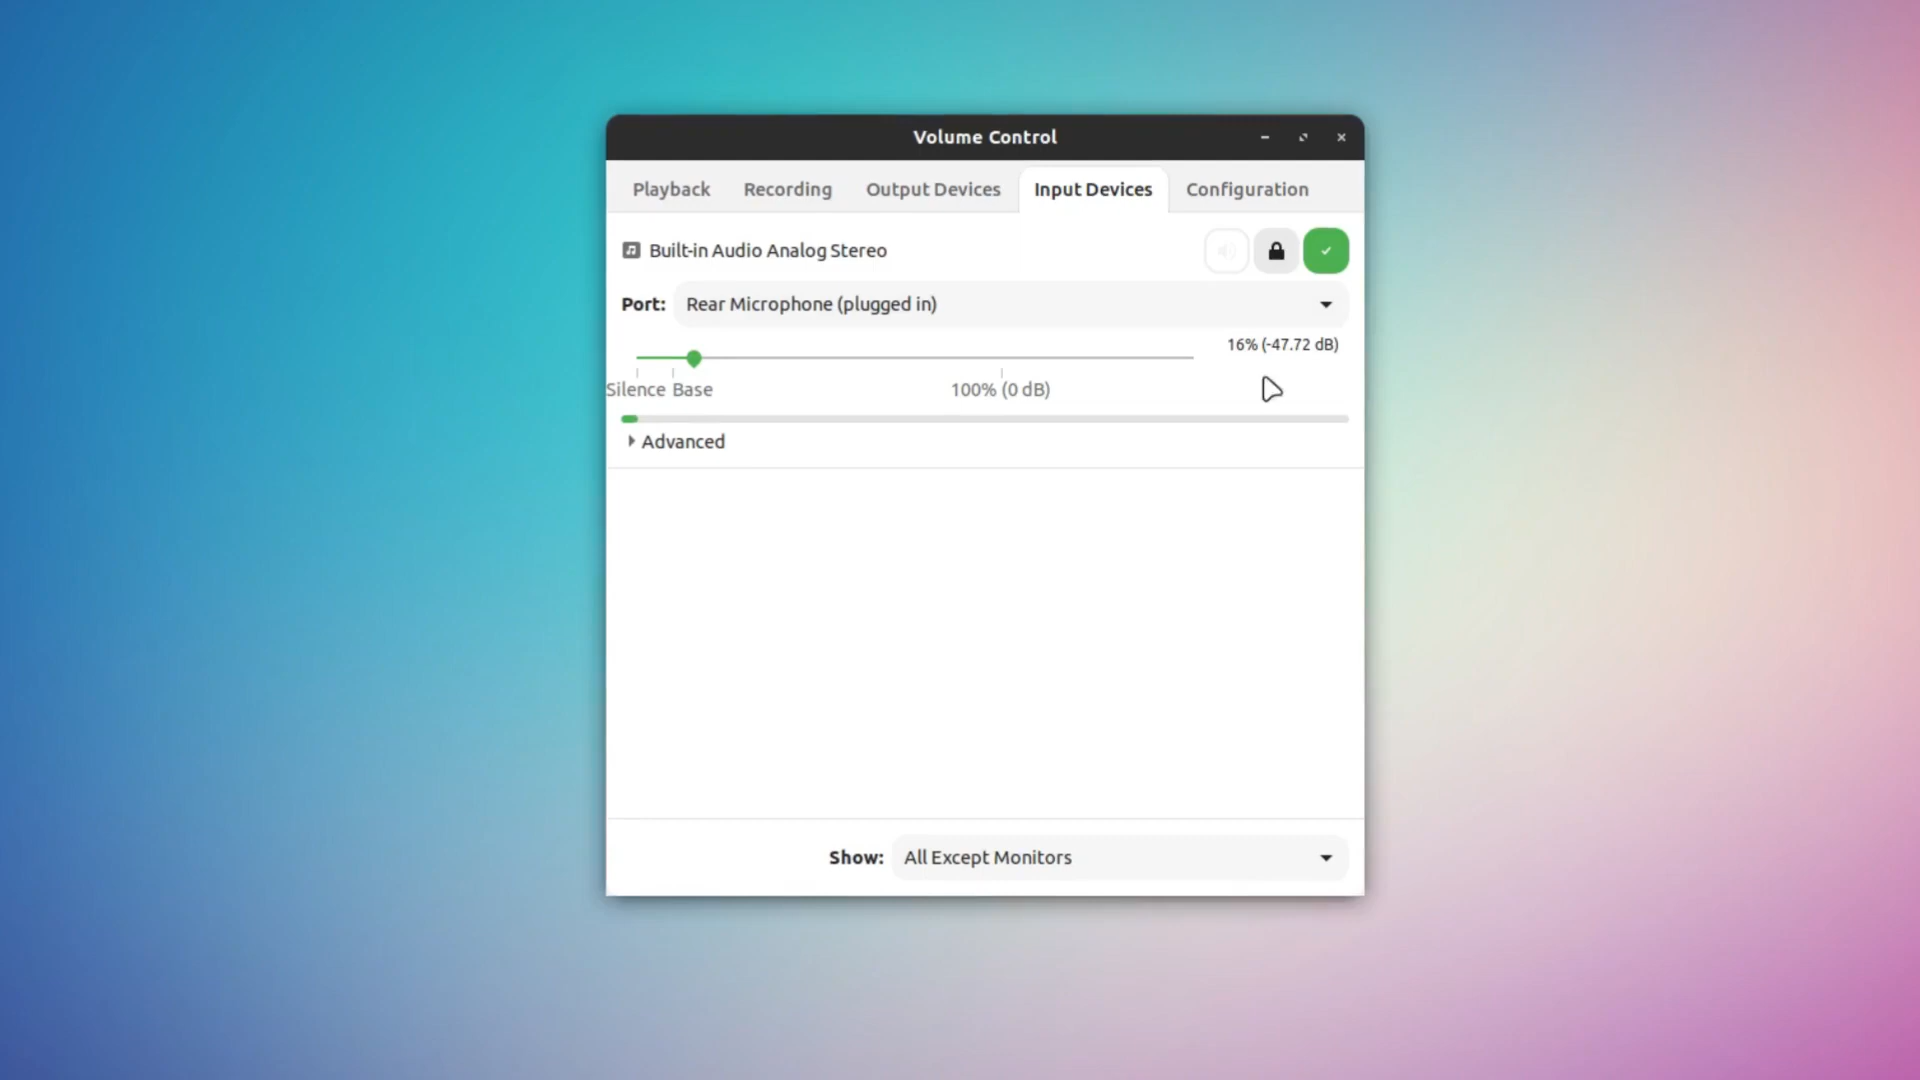 Volume Control
Playback Recording Output Devices Input Devices Configuration
Built-in Audio Analog Stereo
Port: Rear Microphone (plugged in)
16% (-47.72 dB)
Silence Base 100% (0 dB)
Advanced
Show: All Except Monitors